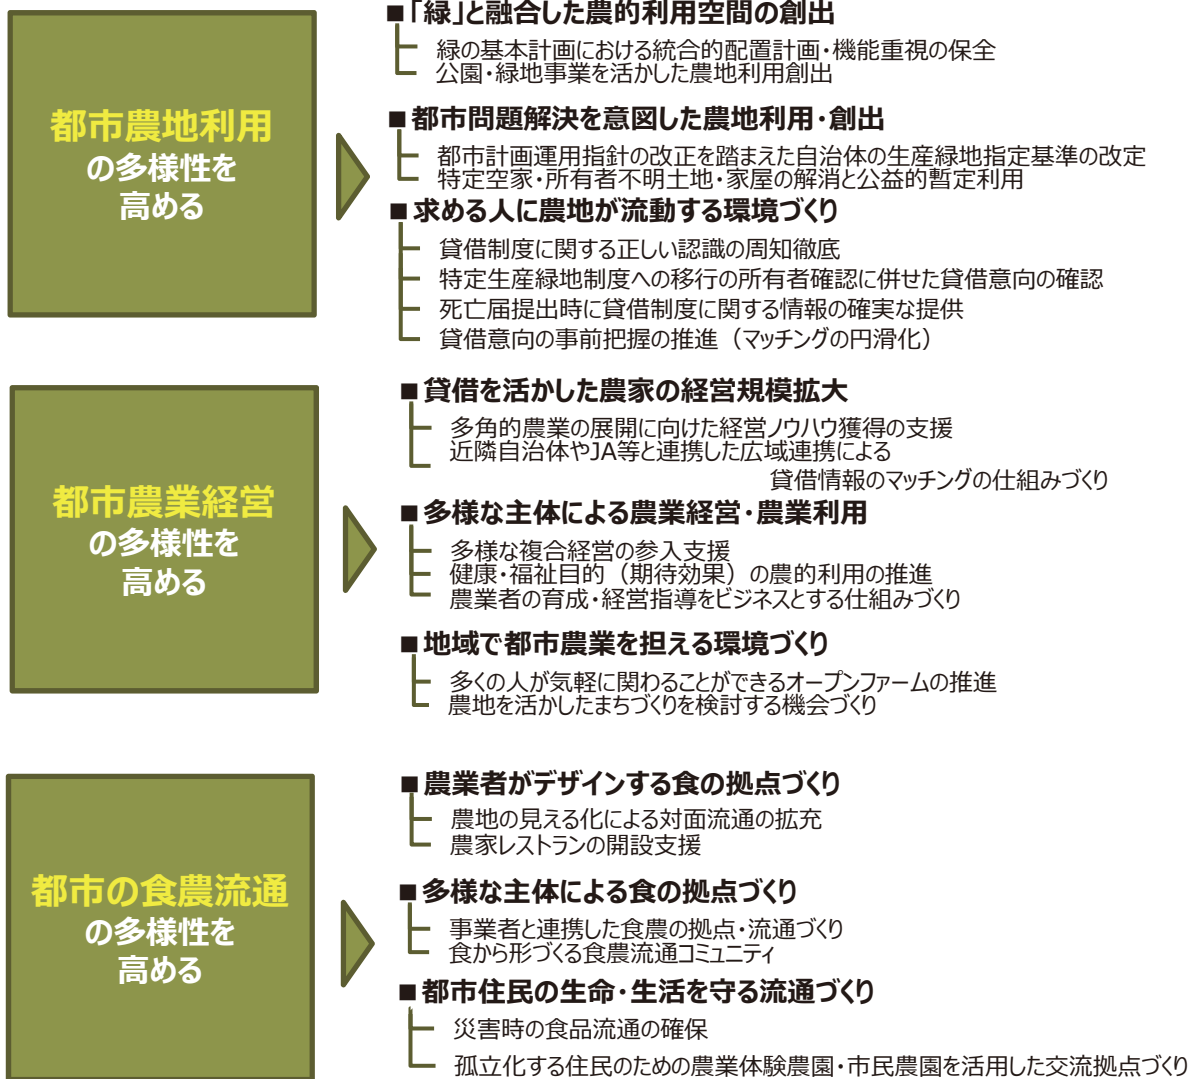 都市農地利用
の多様性を
高める
■「緑」と融合した農的利用空間の創出
緑の基本計画における統合的配置計画・機能重視の保全
公園・緑地事業を活かした農地利用創出
■都市問題解決を意図した農地利用・創出
都市計画運用指針の改正を踏まえた自治体の生産緑地指定基準の改定
特定空家・所有者不明土地・家屋の解消と公益的暫定利用
■求める人に農地が流動する環境づくり
貸借制度に関する正しい認識の周知徹底
特定生産緑地制度への移行の所有者確認に併せた貸借意向の確認
死亡届提出時に貸借制度に関する情報の確実な提供
貸借意向の事前把握の推進（マッチングの円滑化）
都市農業経営
の多様性を
高める
■貸借を活かした農家の経営規模拡大
多角的農業の展開に向けた経営ノウハウ獲得の支援
近隣自治体やJA等と連携した広域連携による
貸借情報のマッチングの仕組みづくり
■多様な主体による農業経営・農業利用
多様な複合経営の参入支援
健康・福祉目的（期待効果）の農的利用の推進
農業者の育成・経営指導をビジネスとする仕組みづくり
■地域で都市農業を担える環境づくり
多くの人が気軽に関わることができるオープンファームの推進
農地を活かしたまちづくりを検討する機会づくり
都市の食農流通
の多様性を
高める
■農業者がデザインする食の拠点づくり
農地の見える化による対面流通の拡充
農家レストランの開設支援
■多様な主体による食の拠点づくり
事業者と連携した食農の拠点・流通づくり
食から形づくる食農流通コミュニティ
■都市住民の生命・生活を守る流通づくり
災害時の食品流通の確保
孤立化する住民のための農業体験農園・市民農園を活用した交流拠点づくり